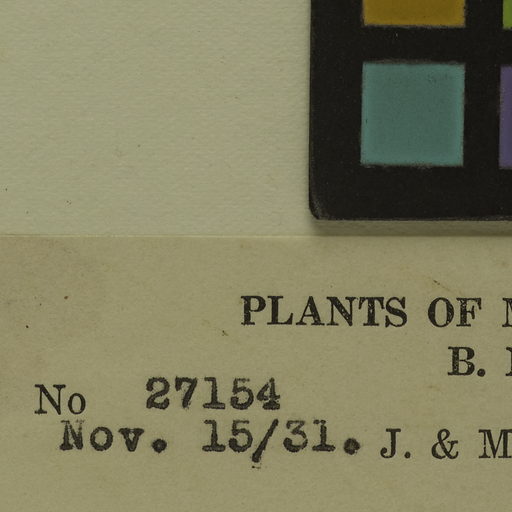 PLANTS OF
B.
No 27154
Nov. 15/31. J. & M